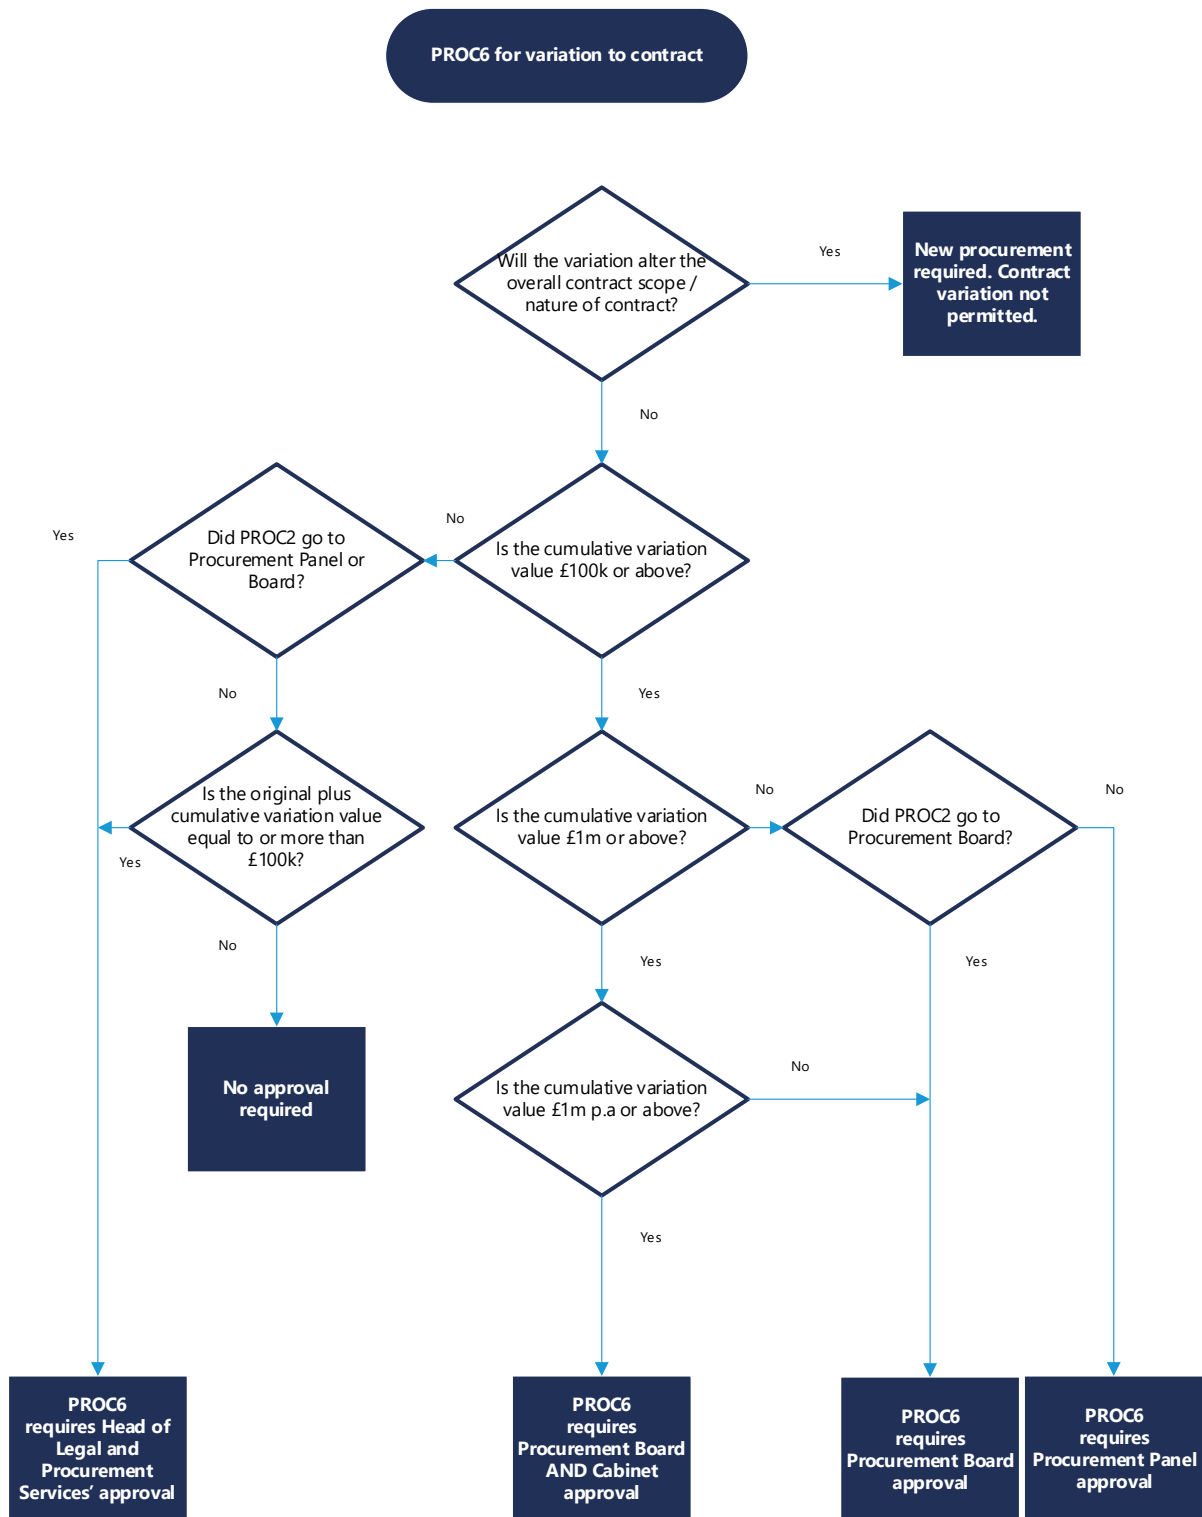 PROC6 for variation to contract
Will the variation alter the
overall contract scope /
nature of contract?
Yes
New procurement
required. Contract
variation not
permitted.
No
Yes
Did PROC2 go to
Procurement Panel or
Board?
No
Is the cumulative variation
value £100k or above?
No
Yes
Is the original plus
cumulative variation value
equal to or more than
£100k?
Yes
Is the cumulative variation
value £1m or above?
No
Did PROC2 go to
Procurement Board?
No
No
Yes
Yes
No approval
required
Is the cumulative variation
value £1m p.a or above?
No
Yes
PROC6
requires Head of
Legal and
Procurement
Services’ approval
PROC6
requires
Procurement Board
AND Cabinet
approval
PROC6
requires
Procurement Board
approval
PROC6
requires
Procurement Panel
approval